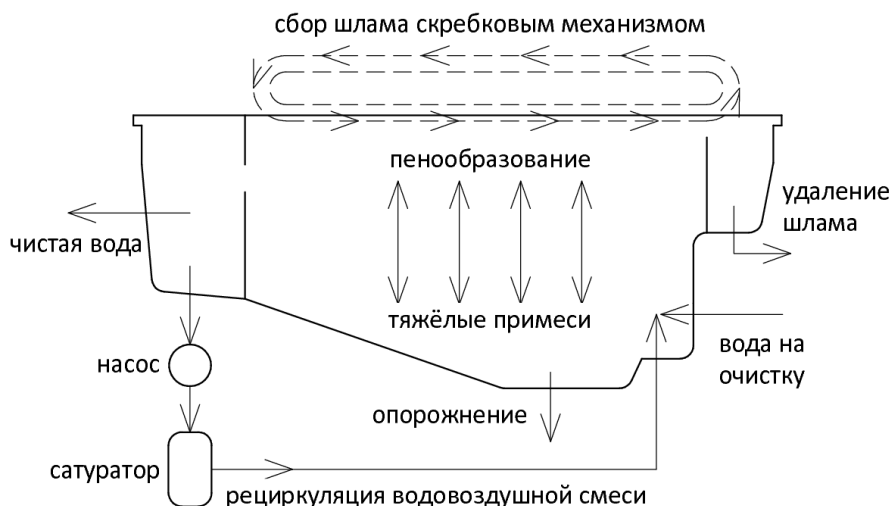 сбор шлама скребковым механизмом
пенообразование
удаление
шлама
чистая вода
тяжёлые примеси
вода на
очистку
насос
опорожнение
сатуратор
рециркуляция водовоздушной смеси